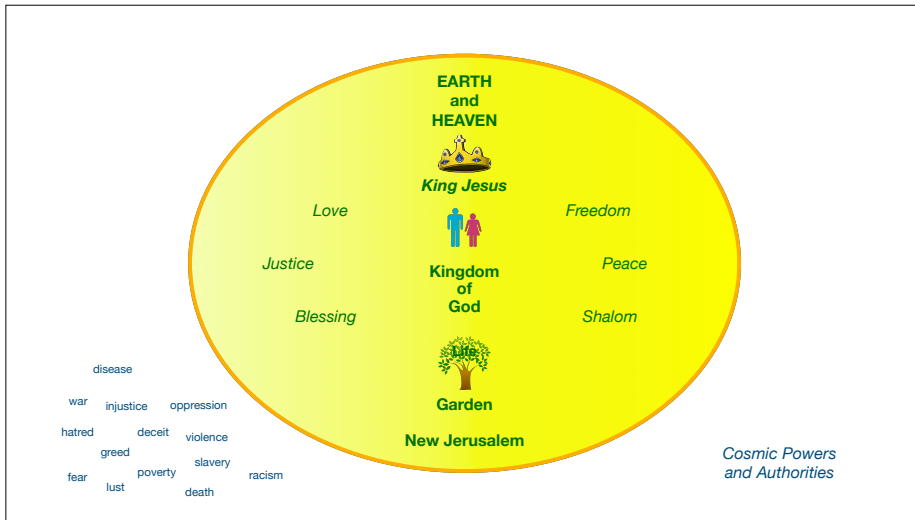 EARTH
and
HEAVEN
King Jesus
Love
Freedom
Justice
Peace
Kingdom
of
God
Blessing
Shalom
Life
Garden
New Jerusalem
disease
war
injustice
oppression
hatred
deceit
violence
greed
slavery
fear
poverty
racism
lust
death
Cosmic Powers
and Authorities